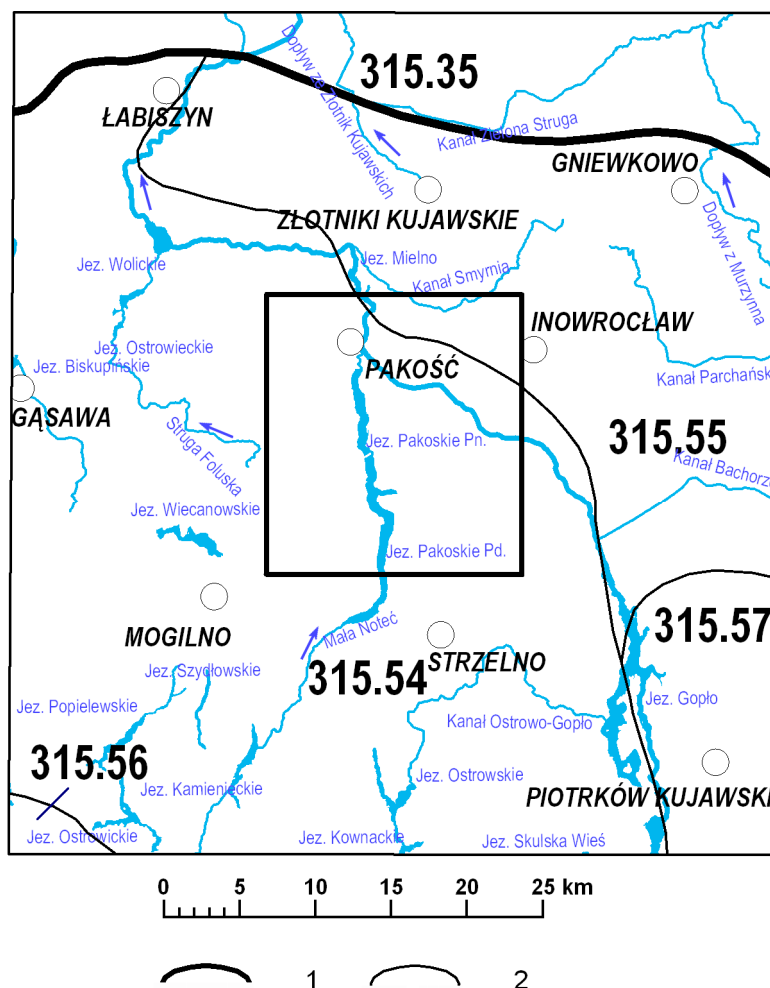 Dopływ ze Złotnik Kujawskich
315.35
ŁABISZYN
Kanał Zielona Struga
GNIEWKOWO
ZŁOTNIKI KUJAWSKIE
Dopływ z Murzynna
Jez. Wolickie
Jez. Mielno
Kanał Smyrnia
INOWROCŁAW
Jez. Ostrowieckie
Jez. Biskupińskie
PAKOŚĆ
Kanał Parchańsk
GĄSAWA
Struga Foluska
Jez. Pakoskie Pn.
315.55
Kanał Bachorz
Jez. Wiecanowskie
Jez. Pakoskie Pd.
MOGILNO
Mała Noteć
315.57
STRZELNO
Jez. Szydłowskie
315.54
Jez. Popielewskie
Jez. Gopło
Kanał Ostrowo-Gopło
315.56
Jez. Kamienieckie
Jez. Ostrowskie
PIOTRKÓW KUJAWSKI
Jez. Ostrowickie
Jez. Kownackie
Jez. Skulska Wieś
0 5 10 15 20 25 km
1 2